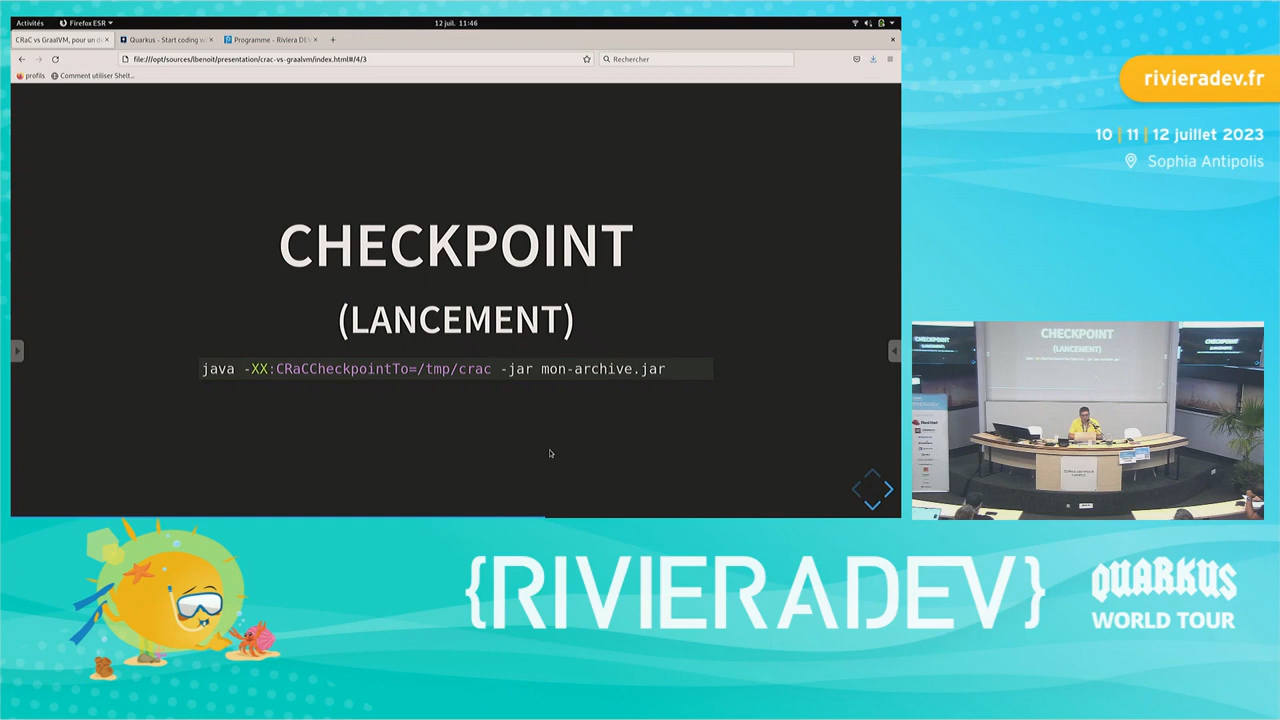 Activités
Firefox ESR
12 juil. 11:46
CRaC vs GraalVM, pour un d
Quarkus - Start coding w
Programme - Riviera DE
file:///opt/sources/lbenoit/presentation/crac-vs-graalvm/index.html#/4/3
Rechercher
profils
Comment utiliser Shelt...
CHECKPOINT
(LANCEMENT)
java -XX:CRaCCheckpointTo=/tmp/crac -jar mon-archive.jar
rivieradev.fr
10 | 11 | 12 juillet 2023
Sophia Antipolis
CHECKPOINT
(LANCEMENT)
CHECKPOINT
Red Hat
{RIVIERADEV}
QUARKUS
WORLD TOUR